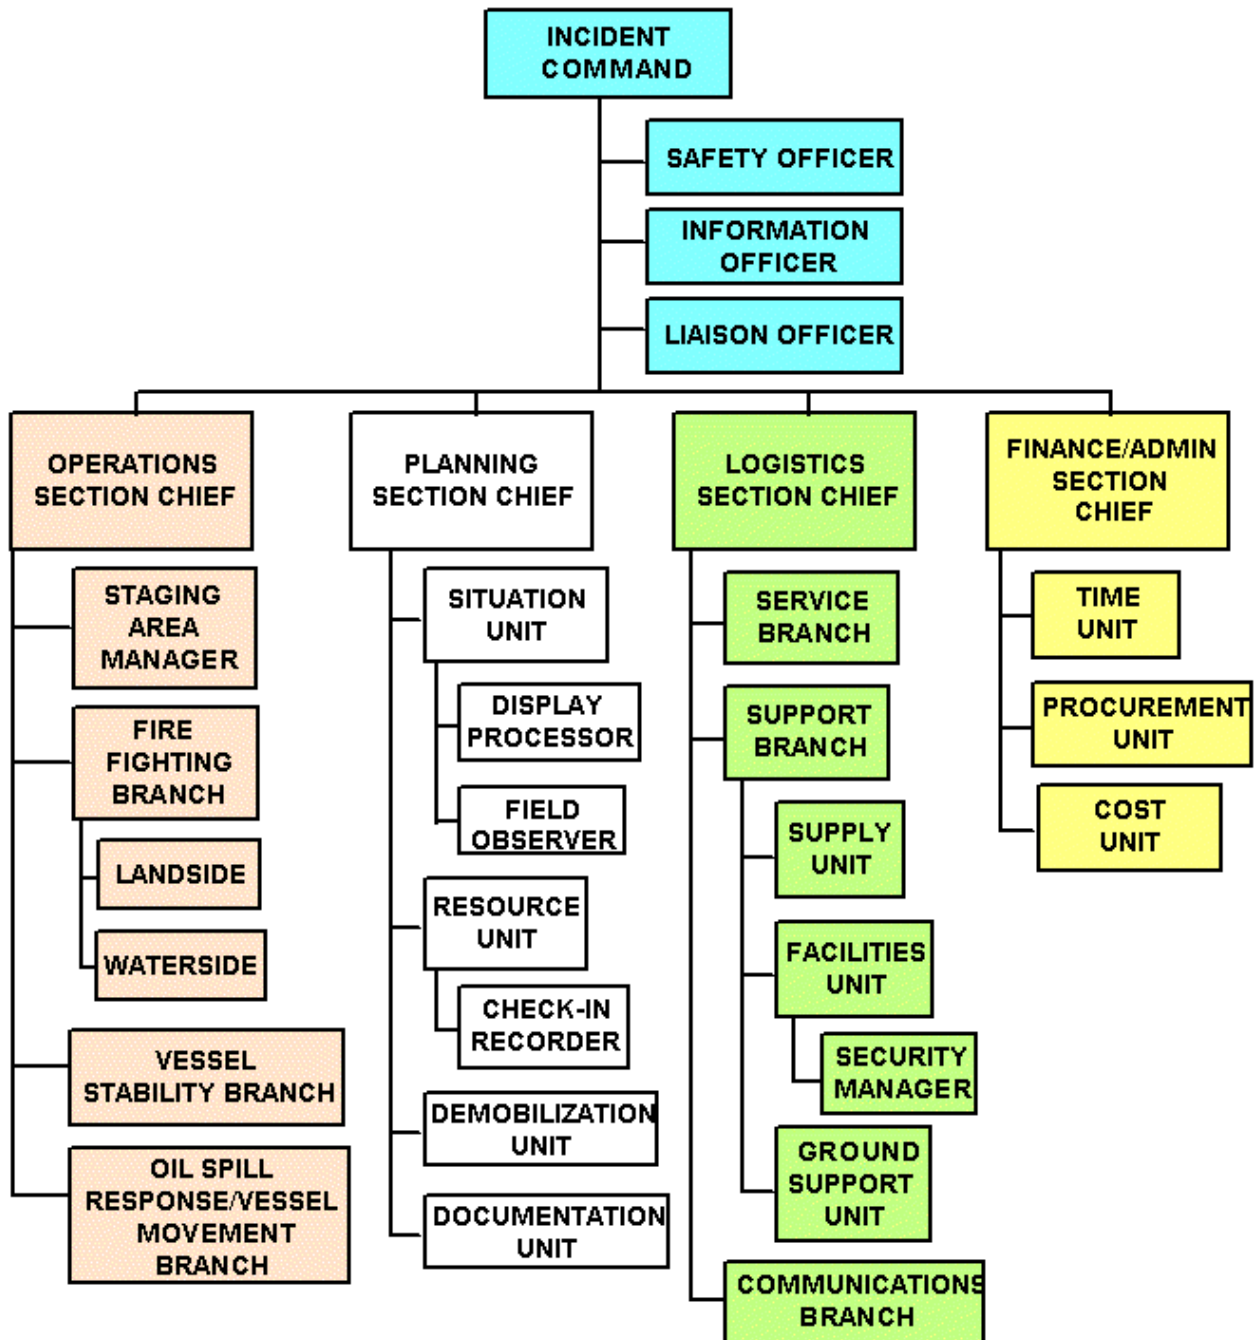 INCIDENT
COMMAND
SAFETY OFFICER
INFORMATION
OFFICER
LIAISON OFFICER
OPERATIONS
SECTION CHIEF
STAGING
AREA
MANAGER
FIRE
FIGHTING
BRANCH
LANDSIDE
WATERSIDE
VESSEL
STABILITY BRANCH
OIL SPILL
RESPONSE/VESSEL
MOVEMENT
BRANCH
PLANNING
SECTION CHIEF
SITUATION
UNIT
DISPLAY
PROCESSOR
FIELD
OBSERVER
RESOURCE
UNIT
CHECK-IN
RECORDER
DEMOBILIZATION
UNIT
DOCUMENTATION
UNIT
LOGISTICS
SECTION CHIEF
SERVICE
BRANCH
SUPPORT
BRANCH
SUPPLY
UNIT
FACILITIES
UNIT
SECURITY
MANAGER
GROUND
SUPPORT
UNIT
COMMUNICATIONS
BRANCH
FINANCE/ADMIN
SECTION
CHIEF
TIME
UNIT
PROCUREMENT
UNIT
COST
UNIT